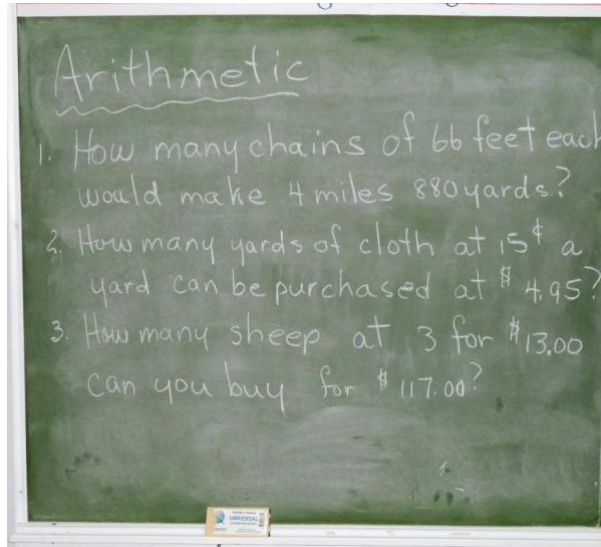 Arithmetic
1. How many chains of 66 feet each
would make 4 miles 880 yards?
2. How many yards of cloth at 15¢ a
yard can be purchased at $ 4.95?
3. How many sheep at 3 for $13.00
can you buy for $117.00?
UNIVERSAL